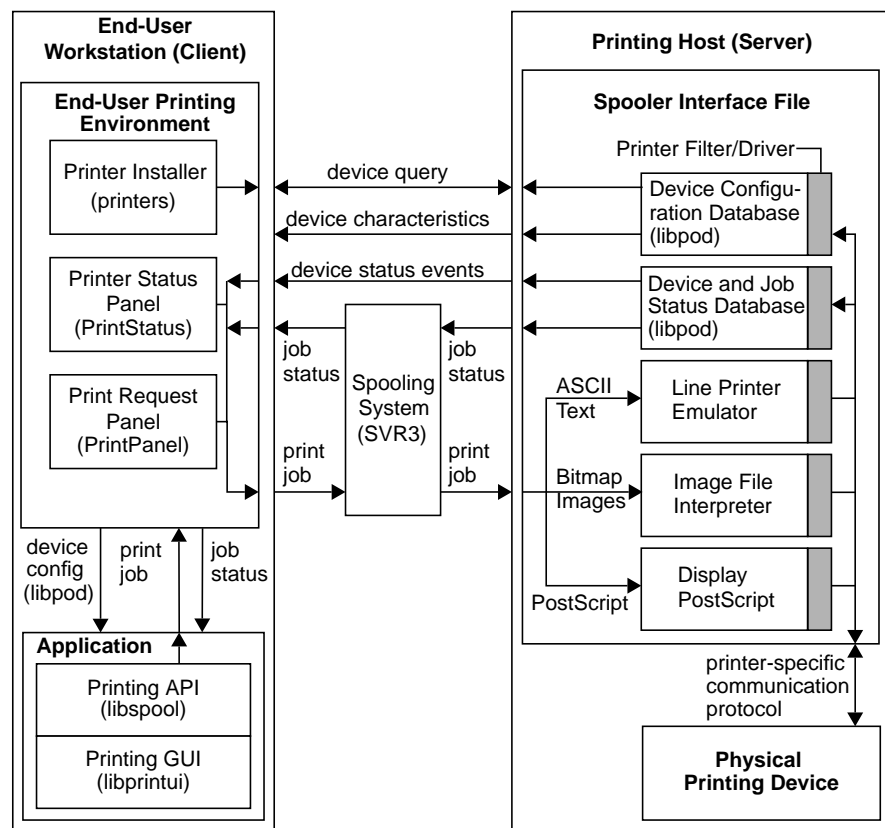 End-User
Workstation (Client)
End-User Printing
Environment
Printer Installer
(printers)
Printer Status
Panel
(PrintStatus)
Print Request
Panel
(PrintPanel)
device
config
(libpod)
print
job
job
status
Application
Printing API
(libspool)
Printing GUI
(libprintui)
device query
device characteristics
device status events
job
status
print
job
Spooling
System
(SVR3)
job
status
print
job
Printing Host (Server)
Spooler Interface File
Printer Filter/Driver
Device Configu-
ration Database
(libpod)
Device and Job
Status Database
(libpod)
ASCII
Text
Line Printer
Emulator
Bitmap
Images
Image File
Interpreter
PostScript
Display
PostScript
printer-specific
communication
protocol
Physical
Printing Device